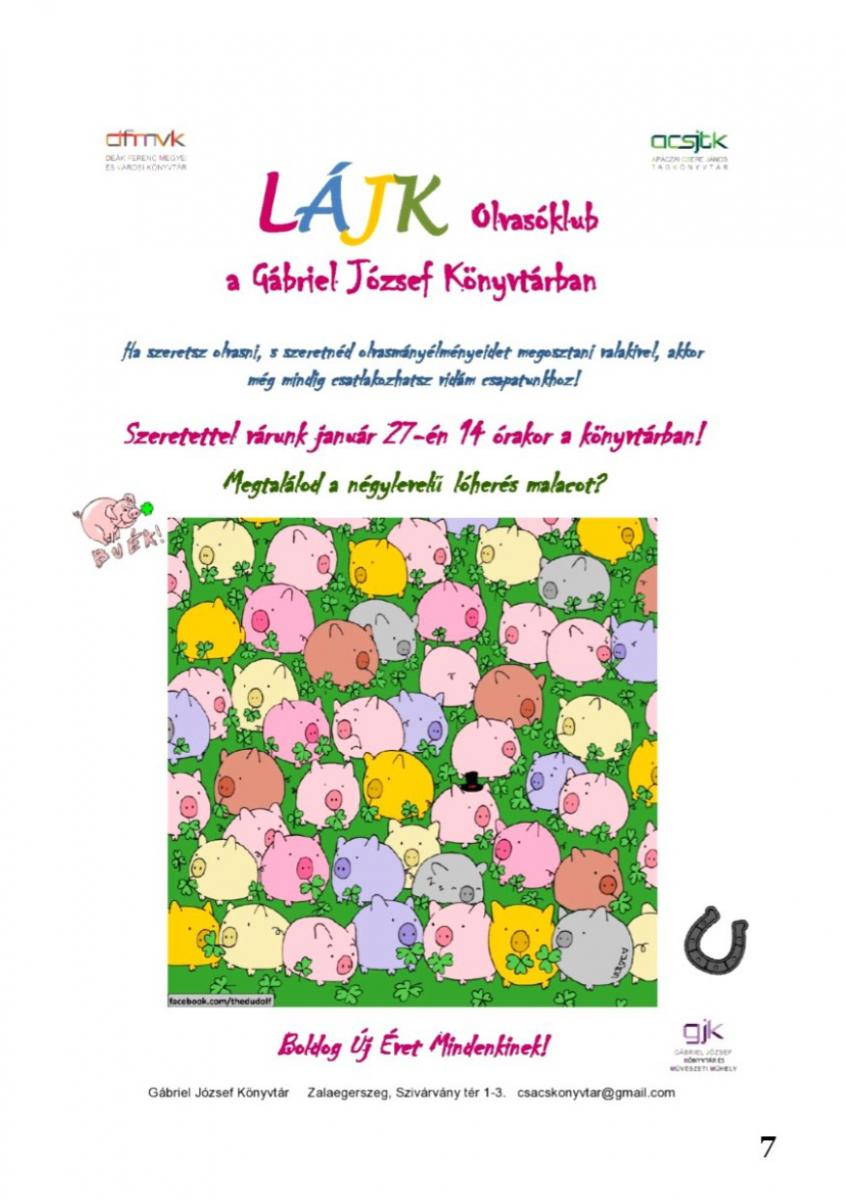 dfmvk
DEÁK FERENC MEGYEI
ÉS VÁROSI KÖNYVTÁR
acsjtk
APÁCZAI CSERE JÁNOS
TAGKÖNYVTÁR
LÁJK Olvasóklub
a Gábriel József Könyvtárban
Ha szeretsz olvasni, s szeretnéd olvasmányélményeidet megosztani valakivel, akkor
még mindig csatlakozhatsz vidám csapatunkhoz!
Szeretettel várunk január 27-én 14 órakor a könyvtárban!
Megtalálod a négylevelű lóherés malacot?
BUÉK!
facebook.com/thedudolf
Boldog Új Évet Mindenkinek!
gjk
GÁBRIEL JÓZSEF
KÖNYVTÁR ÉS
MŰVÉSZETI MŰHELY
Gábriel József Könyvtár Zalaegerszeg, Szivárvány tér 1-3. csacskonyvtar@gmail.com
7